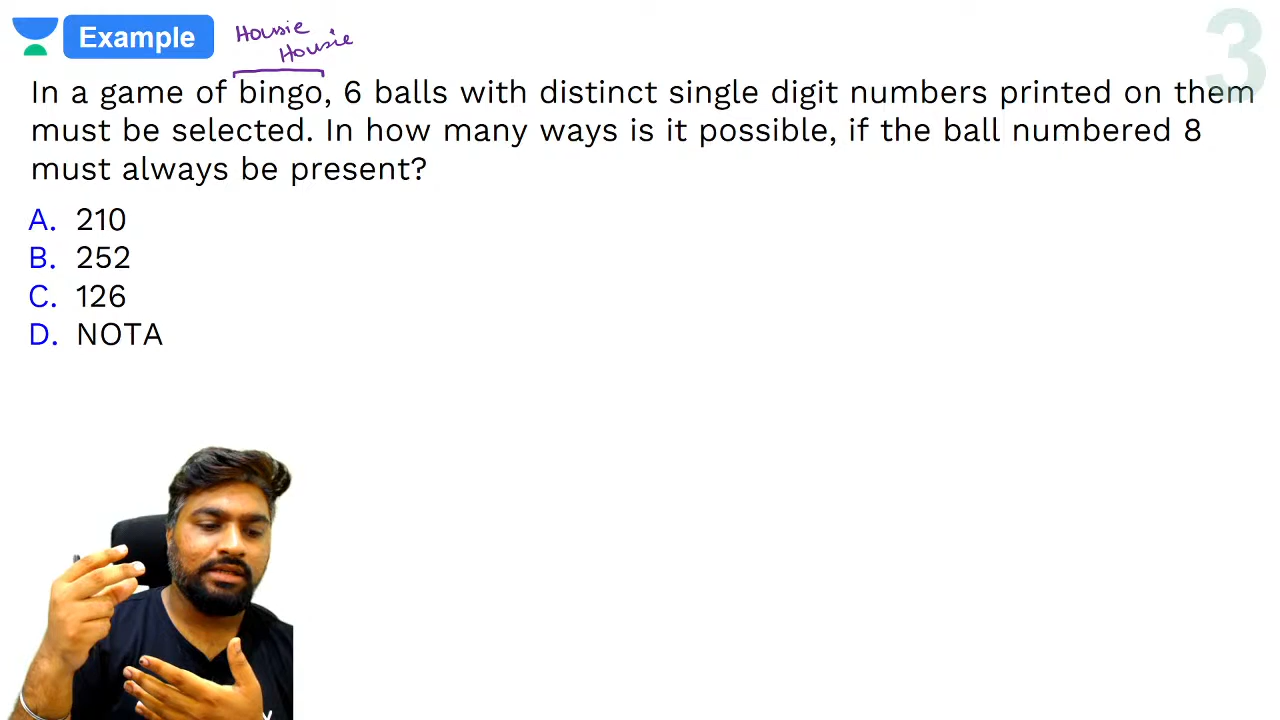 Example
Housie
Housie
3
In a game of bingo, 6 balls with distinct single digit numbers printed on them
must be selected. In how many ways is it possible, if the ball numbered 8
must always be present?
A. 210
B. 252
C. 126
D. NOTA